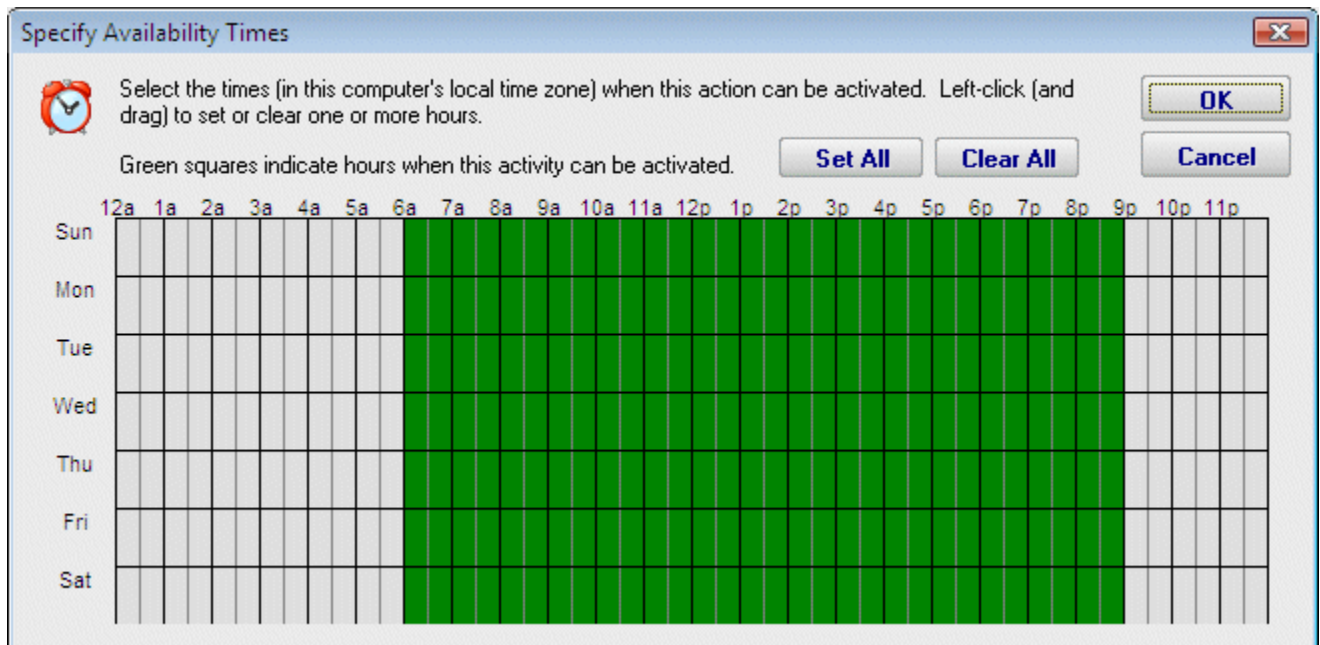 Specify Availability Times
Select the times (in this computer's local time zone) when this action can be activated.  Left-click (and
drag) to set or clear one or more hours.
OK
Green squares indicate hours when this activity can be activated.
Set All
Clear All
Cancel
12a 1a 2a 3a 4a 5a 6a 7a 8a 9a 10a 11a 12p 1p 2p 3p 4p 5p 6p 7p 8p 9p 10p 11p
Sun
Mon
Tue
Wed
Thu
Fri
Sat